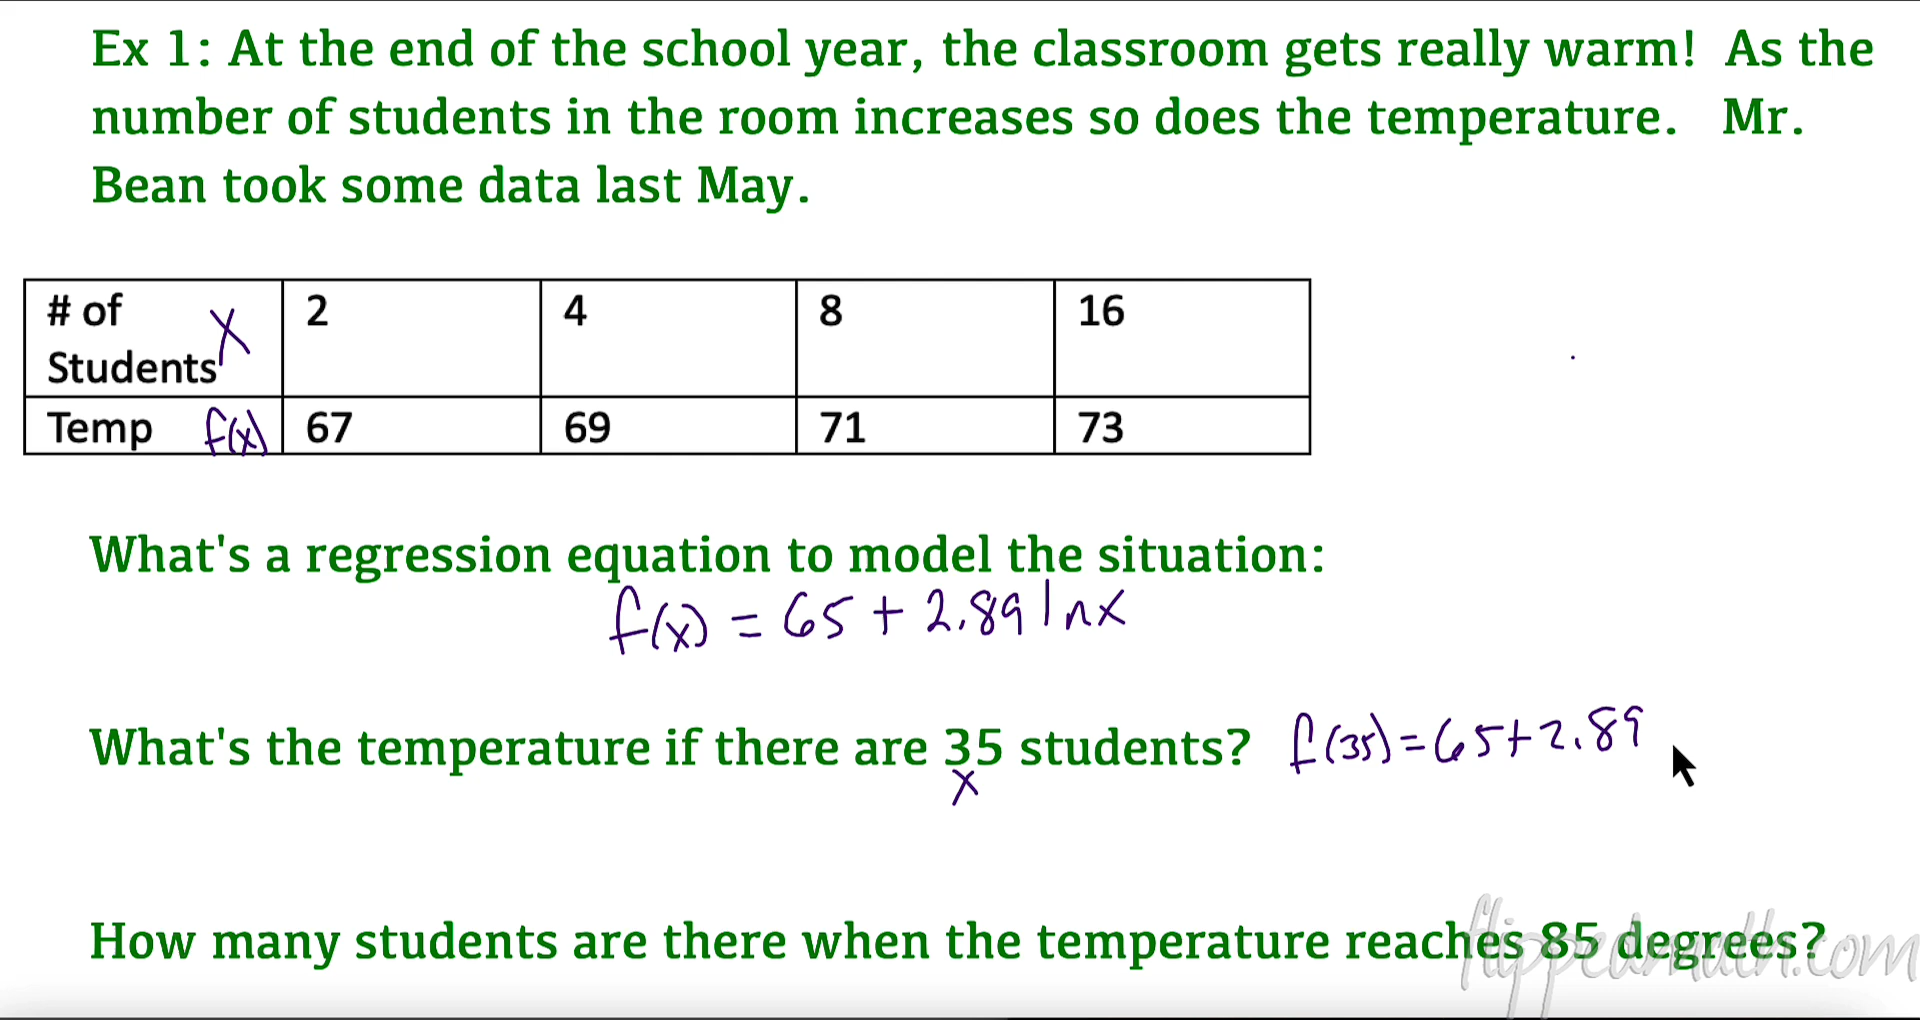 Ex 1: At the end of the school year, the classroom gets really warm! As the
number of students in the room increases so does the temperature. Mr.
Bean took some data last May.
# of
Students X 2 4 8 16
Temp f(x) 67 69 71 73
What's a regression equation to model the situation:
f(x) = 65 + 2.89 ln x
What's the temperature if there are 35 students? f(35) = 65 + 2.89
x
How many students are there when the temperature reaches 85 degrees?
flippedmath.com